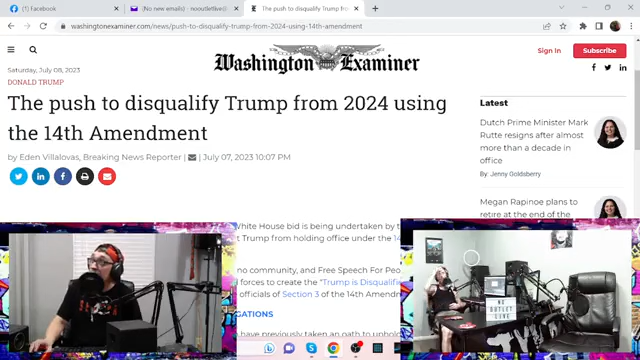 Facebook
(No new emails) - nooutletlive@
The push to disqualify Trump fro
washingtonexaminer.com/news/push-to-disqualify-trump-from-2024-using-14th-amendment
Washington Examiner
Sign In
Subscribe
Saturday, July 08, 2023
DONALD TRUMP
The push to disqualify Trump from 2024 using
the 14th Amendment
by Eden Villalovas, Breaking News Reporter | July 07, 2023 10:07 PM
Latest
Dutch Prime Minister Mark
Rutte resigns after almost
more than a decade in
office
By: Jenny Goldsberry
Megan Rapinoe plans to
retire at the end of the
White House bid is being undertaken by
t Trump from holding office under the 14
no community, and Free Speech For Peo
forces to create the "Trump is Disqualifi
officials of Section 3 of the 14th Amendm
GATIONS
have previously taken an path to uphol
NO
OUTLET
LIVE